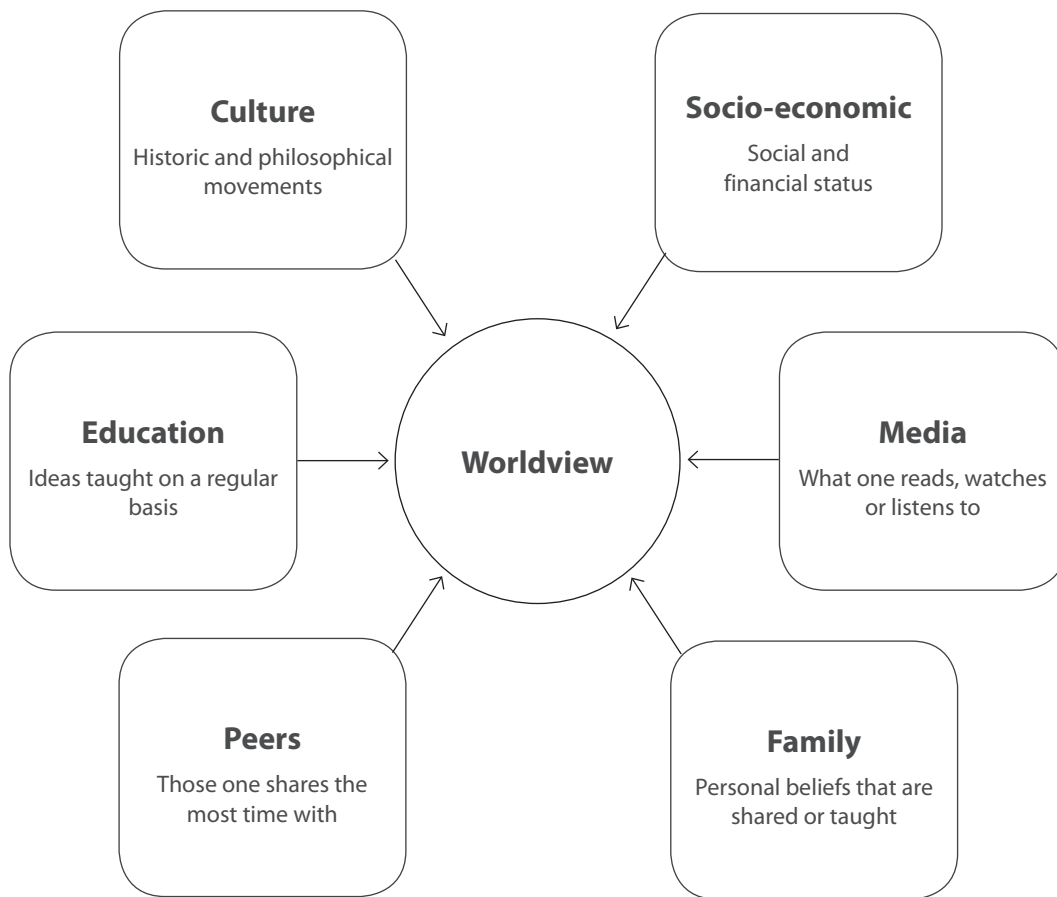 Culture
Historic and philosophical
movements
Socio-economic
Social and
financial status
Education
Ideas taught on a regular
basis
Worldview
Media
What one reads, watches
or listens to
Peers
Those one shares the
most time with
Family
Personal beliefs that are
shared or taught